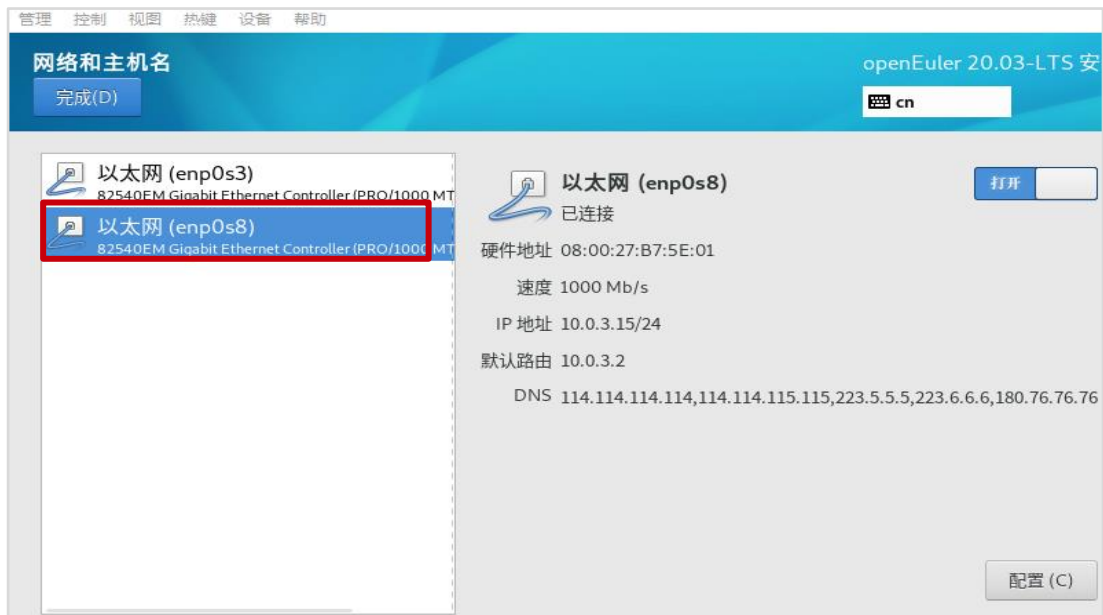 管理 控制 视图 热键 设备 帮助
网络和主机名
openEuler 20.03-LTS 安
完成(D)
cn
以太网 (enp0s3)
82540EM Gigabit Ethernet Controller (PRO/1000 MT
以太网 (enp0s8)
82540EM Gigabit Ethernet Controller (PRO/1000 MT
以太网 (enp0s8)
已连接
打开
硬件地址 08:00:27:B7:5E:01
速度 1000 Mb/s
IP 地址 10.0.3.15/24
默认路由 10.0.3.2
DNS 114.114.114.114,114.114.115.115,223.5.5.5,223.6.6.6,180.76.76.76
配置 (C)